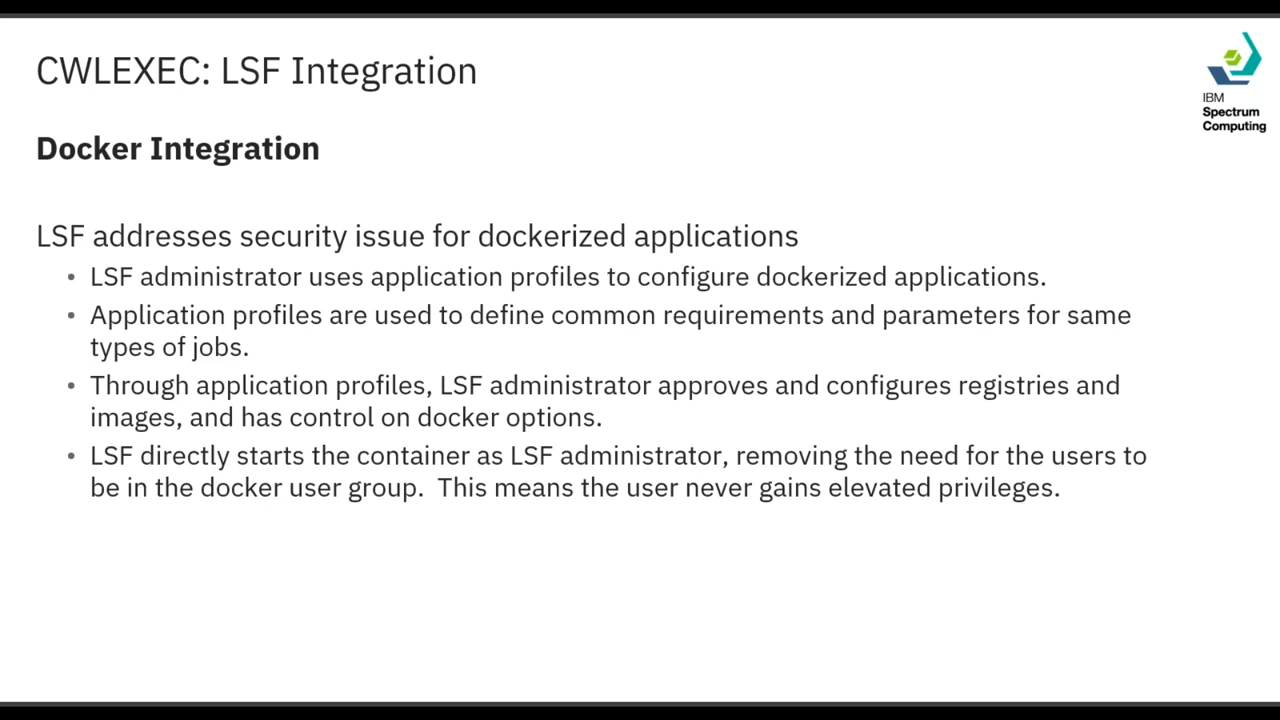 CWLEXEC: LSF Integration
IBM
Spectrum
Computing
Docker Integration
LSF addresses security issue for dockerized applications
• LSF administrator uses application profiles to configure dockerized applications.
• Application profiles are used to define common requirements and parameters for same
types of jobs.
• Through application profiles, LSF administrator approves and configures registries and
images, and has control on docker options.
• LSF directly starts the container as LSF administrator, removing the need for the users to
be in the docker user group.  This means the user never gains elevated privileges.